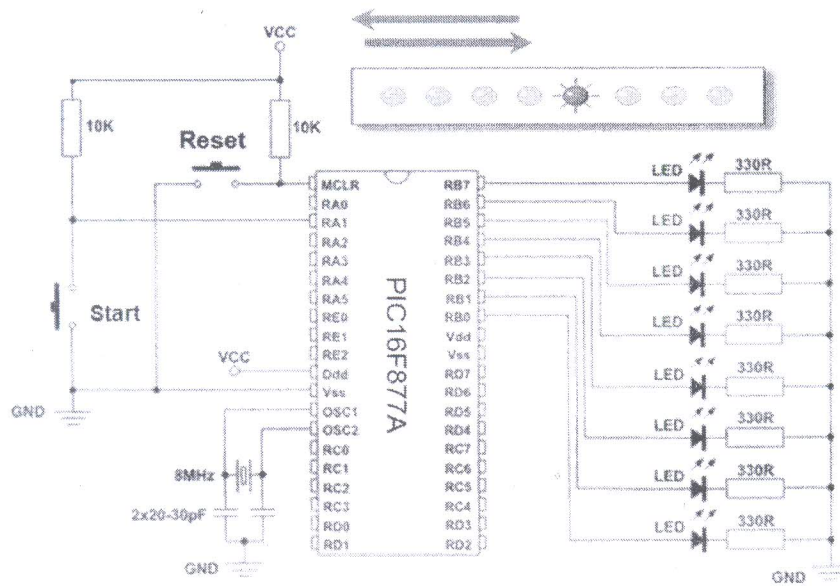 VCC
10K
10K
Reset
Start
VCC
GND
8MHz
2x20-30pF
GND
PIC16F877A
MCLR
RA0
RA1
RA2
RA3
RA4
RA5
RE0
RE1
RE2
Ddd
Vss
OSC1
OSC2
RC0
RC1
RC2
RC3
RD0
RD1
RB7
RB6
RB5
RB4
RB3
RB2
RB1
RB0
Vdd
Vss
RD7
RD6
RD5
RD4
RC7
RC6
RC5
RC4
RD3
RD2
LED 330R
LED 330R
LED 330R
LED 330R
LED 330R
LED 330R
LED 330R
LED 330R
GND